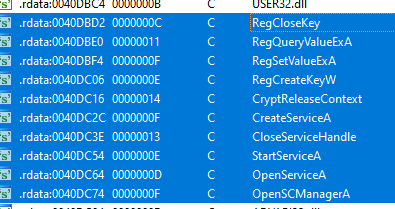 .rdata:0040DBC4 0000000B C USER32.dll
.rdata:0040DBD2 0000000C C RegCloseKey
.rdata:0040DBE0 00000011 C RegQueryValueExA
.rdata:0040DBF4 0000000F C RegSetValueExA
.rdata:0040DC06 0000000E C RegCreateKeyW
.rdata:0040DC16 00000014 C CryptReleaseContext
.rdata:0040DC2C 0000000F C CreateServiceA
.rdata:0040DC3E 00000013 C CloseServiceHandle
.rdata:0040DC54 0000000E C StartServiceA
.rdata:0040DC64 0000000D C OpenServiceA
.rdata:0040DC74 0000000F C OpenSCManagerA